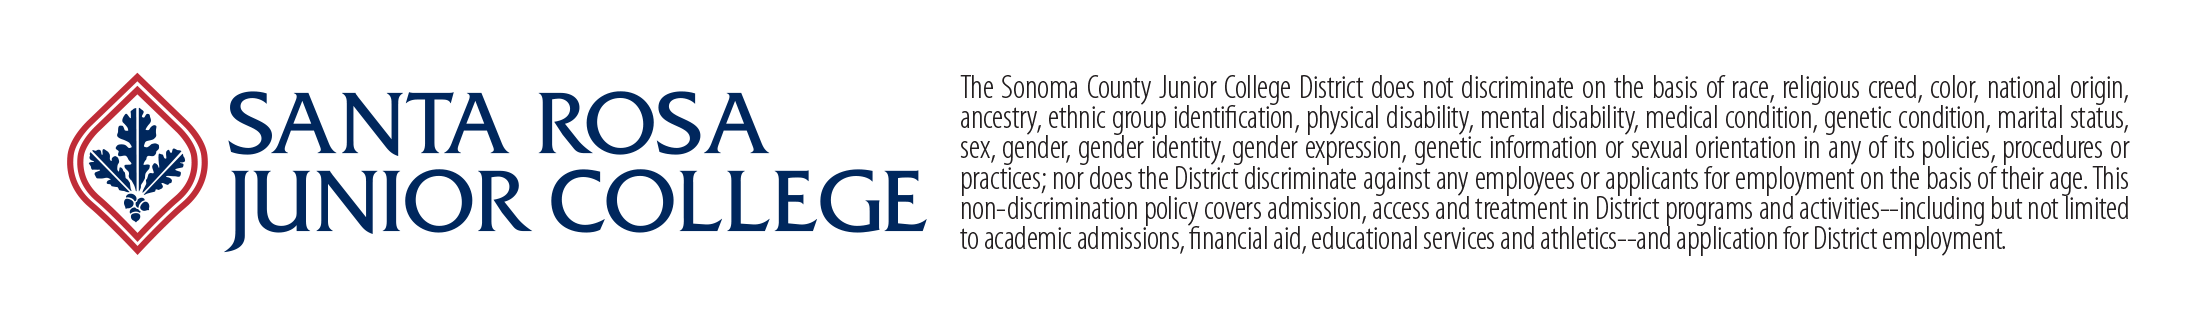 SANTA ROSA
JUNIOR COLLEGE
The Sonoma County Junior College District does not discriminate on the basis of race, religious creed, color, national origin,
ancestry, ethnic group identification, physical disability, mental disability, medical condition, genetic condition, marital status,
sex, gender, gender identity, gender expression, genetic information or sexual orientation in any of its policies, procedures or
practices; nor does the District discriminate against any employees or applicants for employment on the basis of their age. This
non-discrimination policy covers admission, access and treatment in District programs and activities--including but not limited
to academic admissions, financial aid, educational services and athletics--and application for District employment.